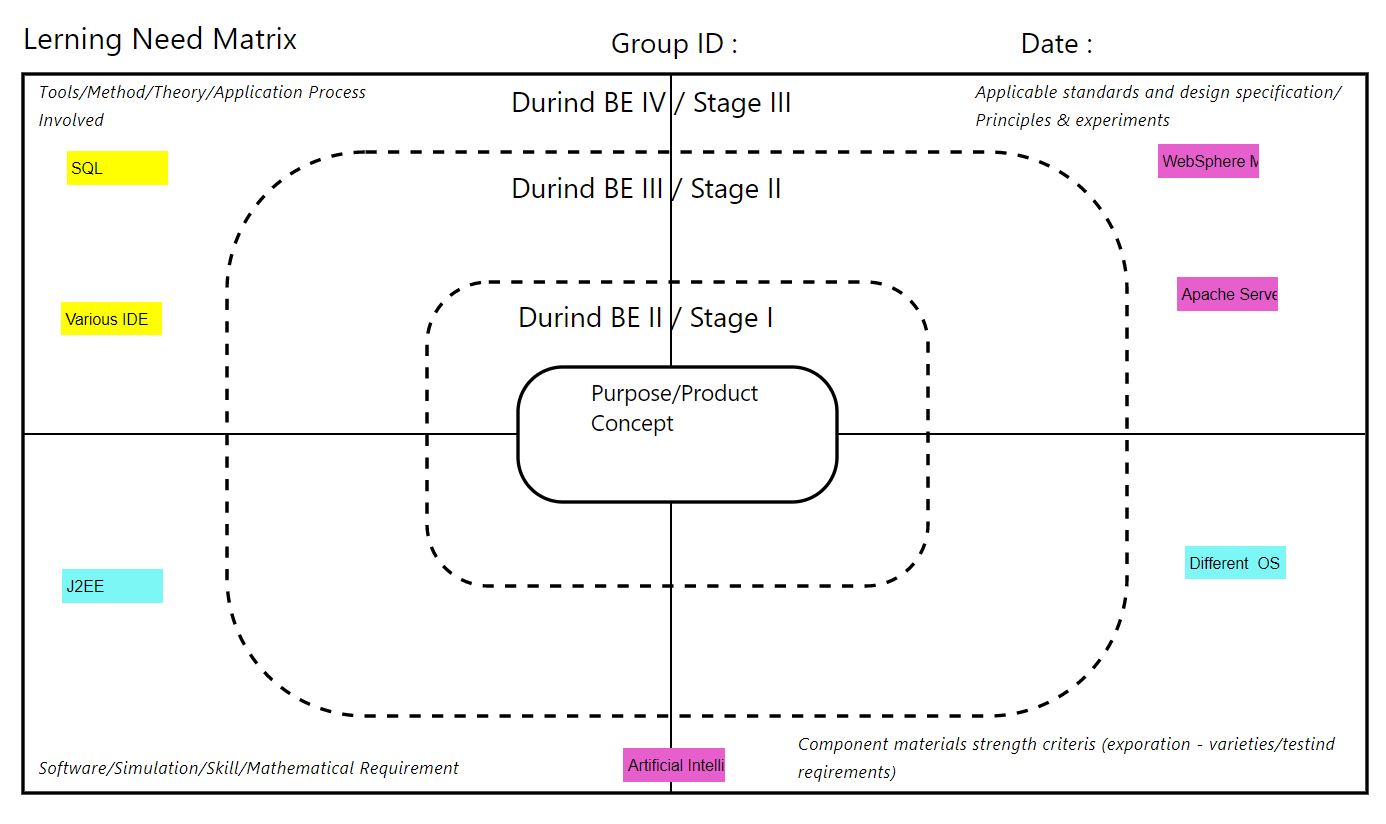 Lerning Need Matrix
Group ID :
Date :
Tools/Method/Theory/Application Process
Involved
Durind BE IV / Stage III
Applicable standards and design specification/
Principles & experiments
SQL
WebSphere M
Durind BE III / Stage II
Various IDE
Apache Serve
Durind BE II / Stage I
Purpose/Product
Concept
J2EE
Different OS
Software/Simulation/Skill/Mathematical Requirement
Artificial Intelli
Component materials strength criteris (exporation - varieties/testind
reqirements)